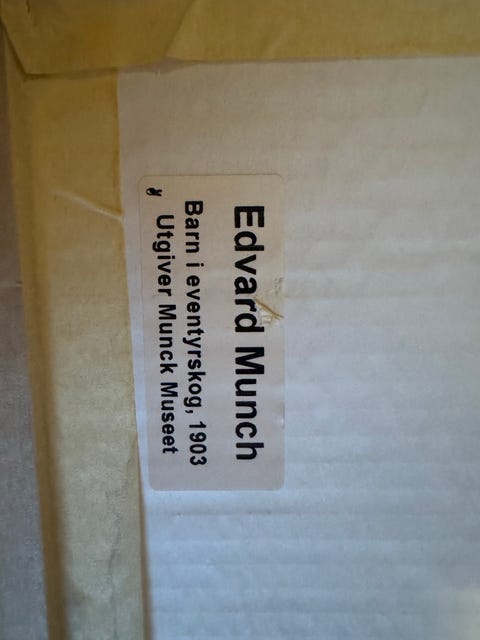 Edvard Munch
Barn i eventyrskog, 1903
Utgiver Munck Museet